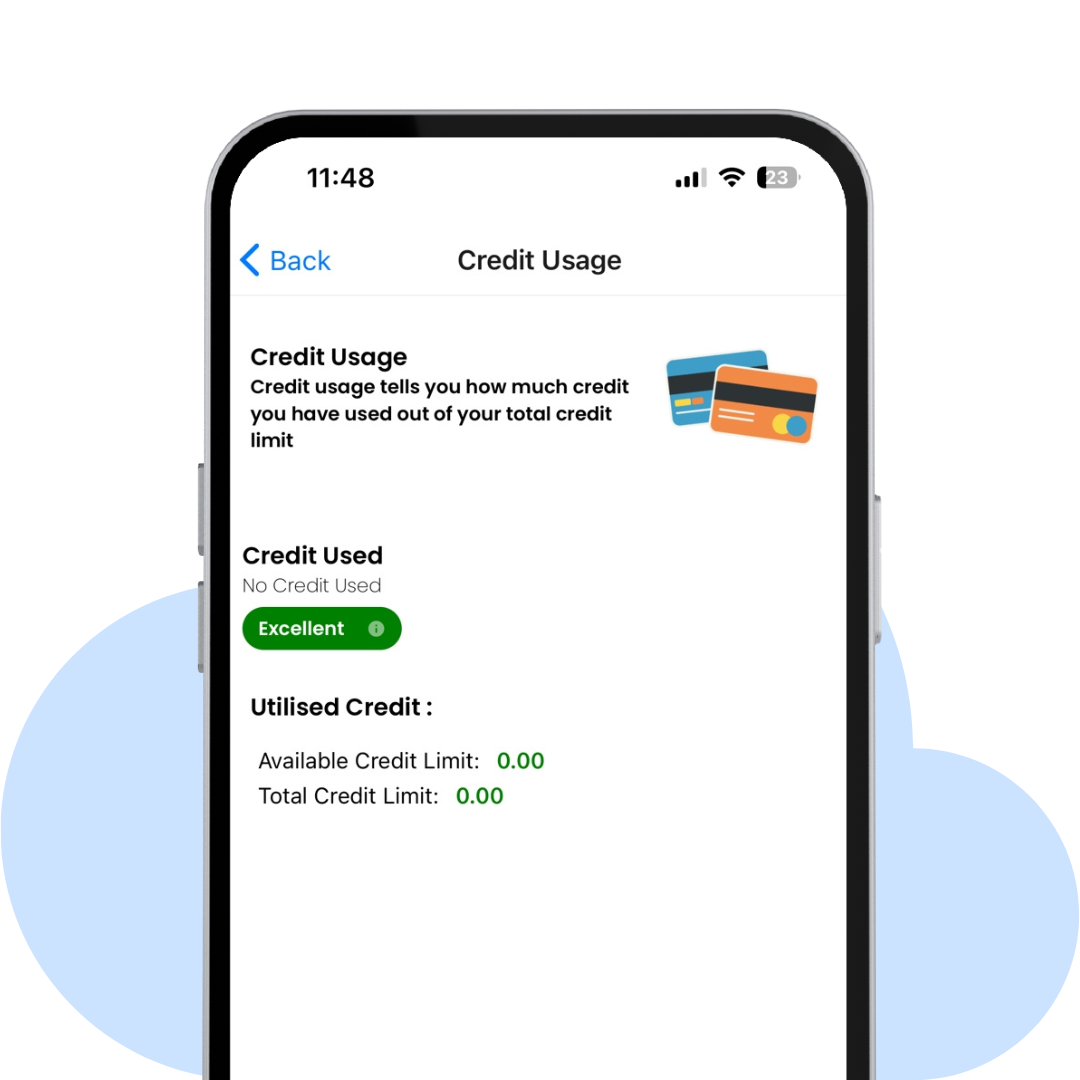 11:48
23
Back
Credit Usage
Credit Usage
Credit usage tells you how much credit
you have used out of your total credit
limit
Credit Used
No Credit Used
Excellent
Utilised Credit :
Available Credit Limit: 0.00
Total Credit Limit: 0.00